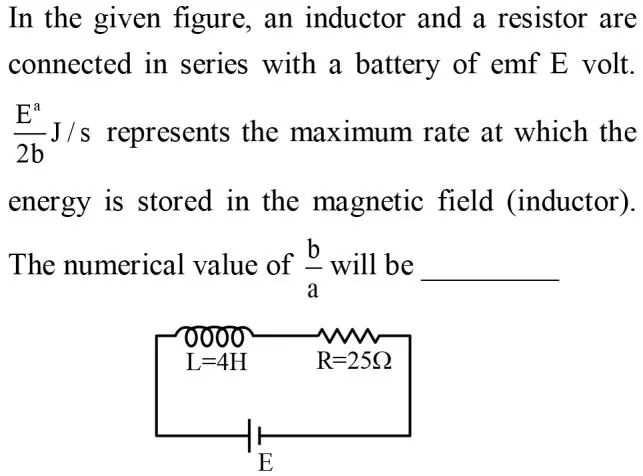 In the given figure, an inductor and a resistor are
connected in series with a battery of emf E volt.
E^a/2b J/s represents the maximum rate at which the
energy is stored in the magnetic field (inductor).
The numerical value of b/a will be __________
L=4H R=25Ω
E